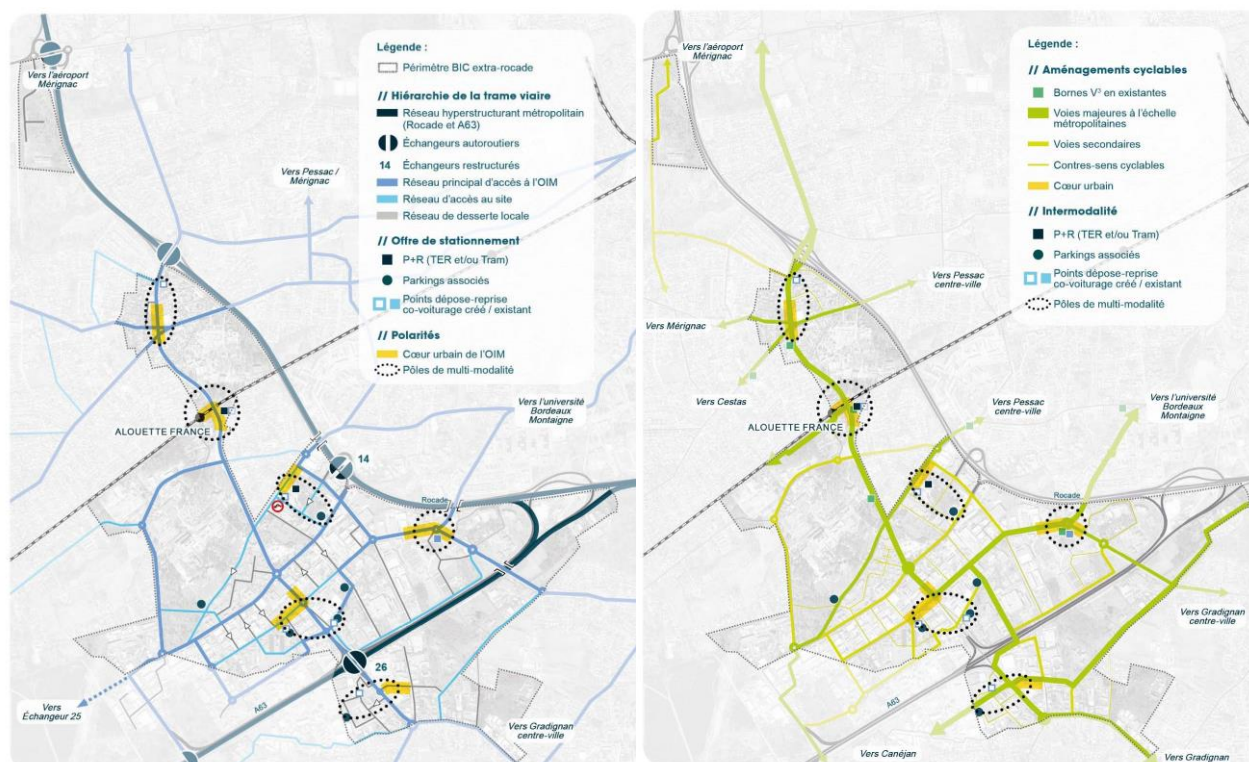 Vers l'aéroport
Mérignac
Légende :
Périmètre BIC extra-rocade
// Hiérarchie de la trame viaire
Réseau hyperstructurant métropolitain
(Rocade et A63)
Échangeurs autoroutiers
14 Échangeurs restructurés
Réseau principal d'accès à l'OIM
Réseau d'accès au site
Réseau de desserte locale
// Offre de stationnement
P+R (TER et/ou Tram)
Parkings associés
Points dépose-reprise
co-voiturage créé / existant
// Polarités
Cœur urbain de l'OIM
Pôles de multi-modalité
Vers Pessac /
Mérignac
ALOUETTE FRANCE
Vers l'université
Bordeaux
Montaigne
14
Rocade
26
A63
Vers
Échangeur 25
Vers Gradignan
centre-ville
Vers l'aéroport
Mérignac
Légende :
// Aménagements cyclables
Bornes V³ en existantes
Voies majeures à l'échelle
métropolitaines
Voies secondaires
Contres-sens cyclables
Cœur urbain
// Intermodalité
P+R (TER et/ou Tram)
Parkings associés
Points dépose-reprise
co-voiturage créé / existant
Pôles de multi-modalité
Vers Pessac
centre-ville
Vers Mérignac
Vers Cestas
ALOUETTE FRANCE
Vers Pessac
centre-ville
Vers l'université
Bordeaux
Montaigne
Rocade
Vers Gradignan
centre-ville
A63
Vers Canéjan
Vers Gradignan